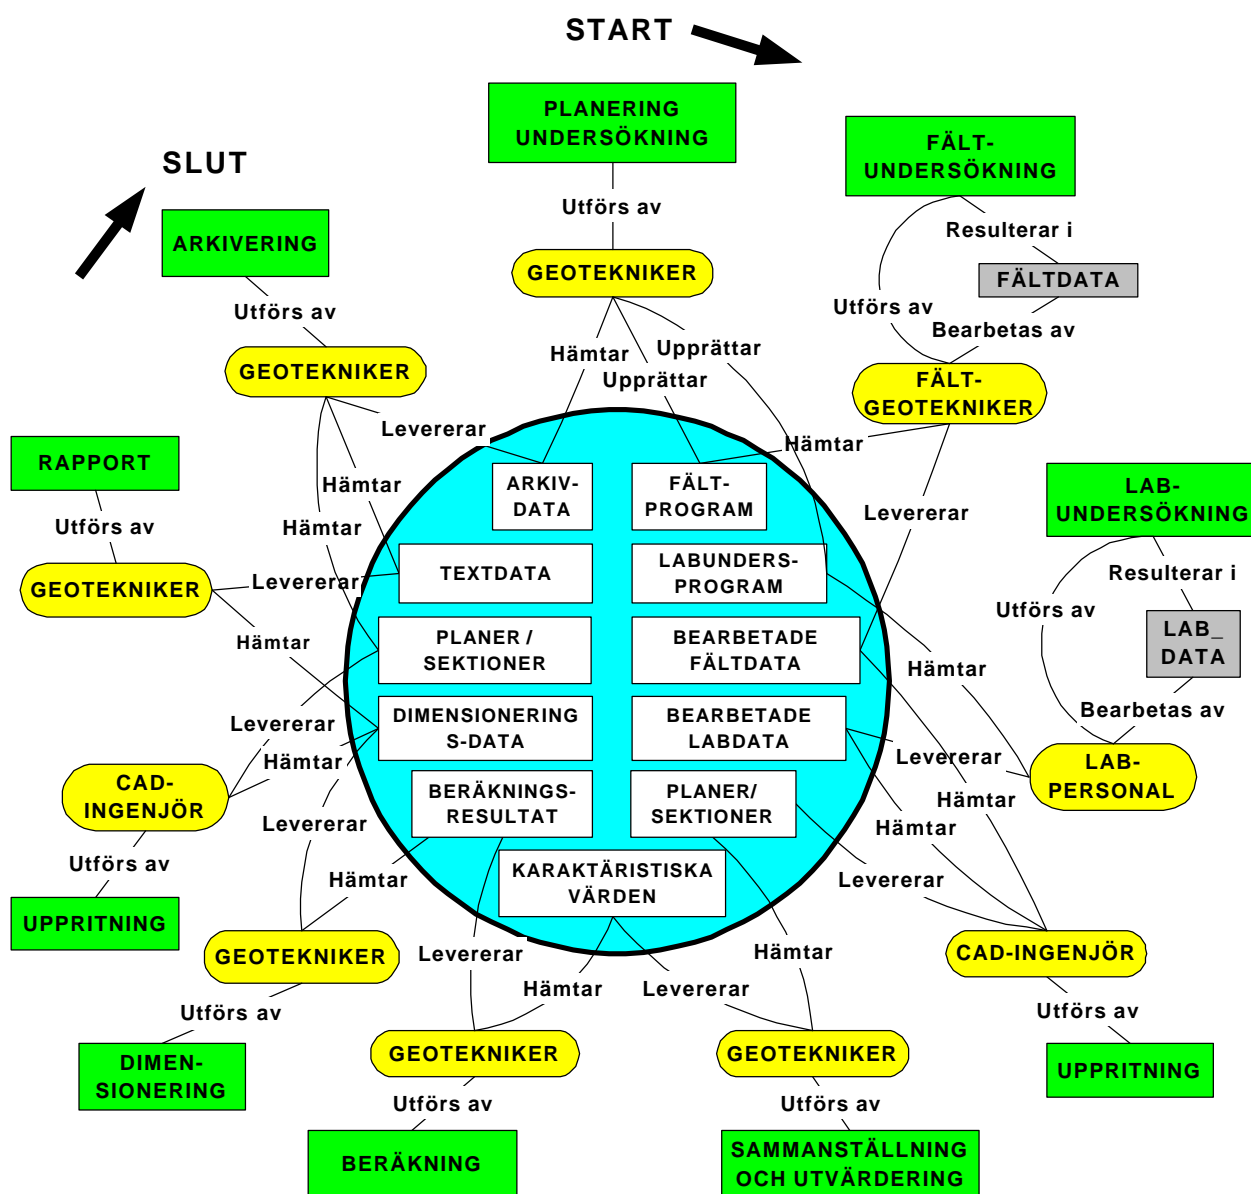 START
PLANERING
UNDERSÖKNING
Utförs av
GEOTEKNIKER
Hämtar
Upprättar
Upprättar
FÄLT-
UNDERSÖKNING
Resulterar i
FÄLTDATA
Utförs av
Bearbetas av
FÄLT-
GEOTEKNIKER
Hämtar
Levererar
LAB-
UNDERSÖKNING
Resulterar i
Utförs av
LAB_
DATA
Bearbetas av
LAB-
PERSONAL
Hämtar
Levererar
Hämtar
Hämtar
Levererar
CAD-INGENJÖR
Utförs av
UPPRITNING
Hämtar
Levererar
GEOTEKNIKER
Utförs av
SAMMANSTÄLLNING
OCH UTVÄRDERING
Levererar
Hämtar
GEOTEKNIKER
Utförs av
BERÄKNING
Levererar
Hämtar
GEOTEKNIKER
Utförs av
DIMEN-
SIONERING
Levererar
Hämtar
CAD-
INGENJÖR
Utförs av
UPPRITNING
RAPPORT
Utförs av
GEOTEKNIKER
Levererar
Hämtar
SLUT
ARKIVERING
Utförs av
GEOTEKNIKER
Levererar
Hämtar
Hämtar
ARKIV-
DATA
FÄLT-
PROGRAM
TEXTDATA
LABUNDERS-
PROGRAM
PLANER /
SEKTIONER
BEARBETADE
FÄLTDATA
DIMENSIONERING
S-DATA
BEARBETADE
LABDATA
BERÄKNINGS-
RESULTAT
PLANER/
SEKTIONER
KARAKTÄRISTISKA
VÄRDEN